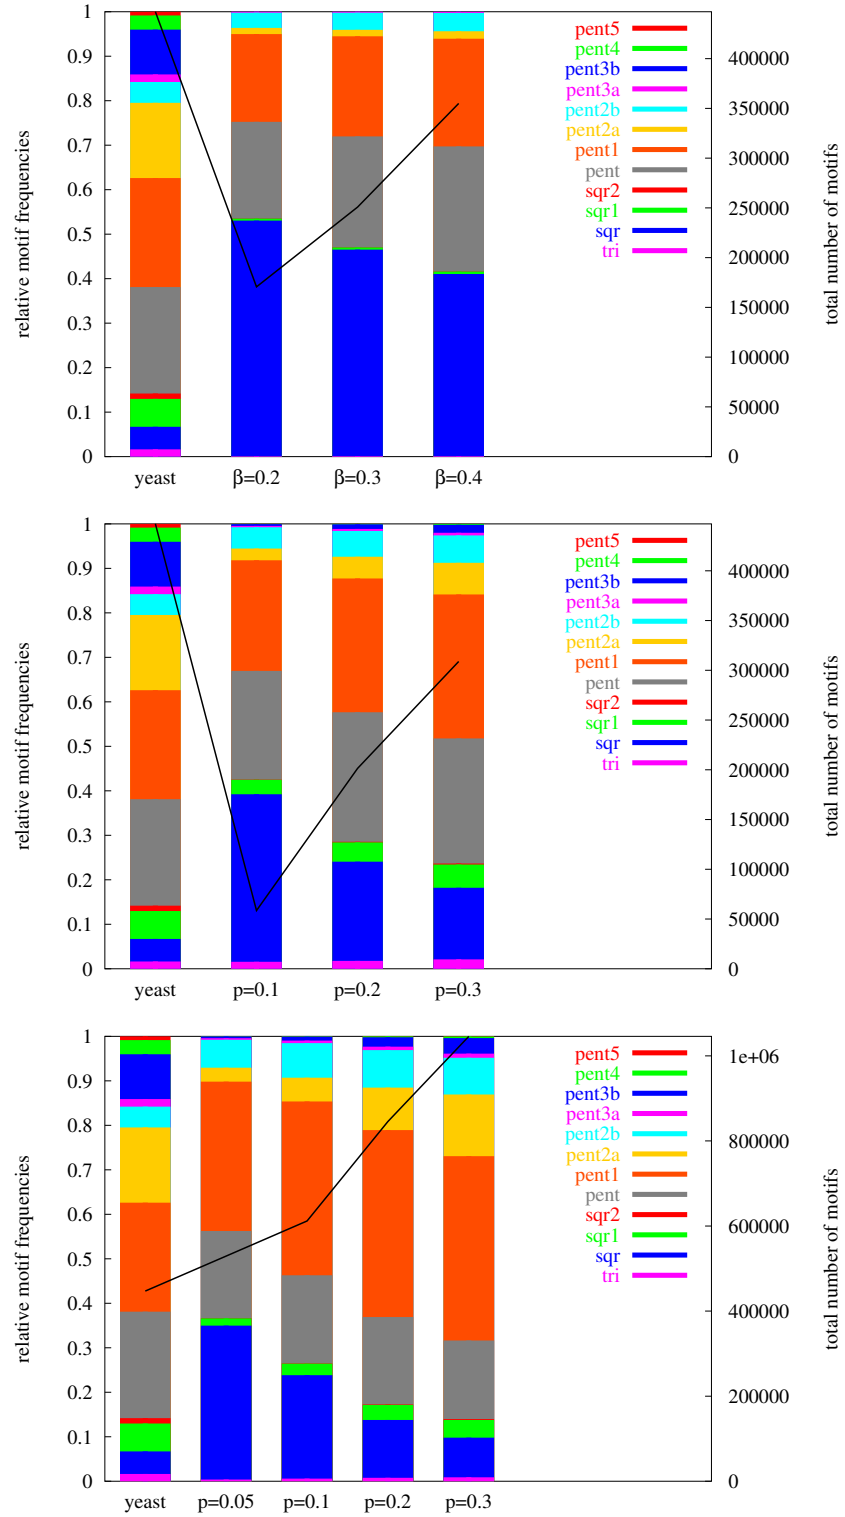 relative motif frequencies
1
0.9
0.8
0.7
0.6
0.5
0.4
0.3
0.2
0.1
0
yeast
β=0.2
β=0.3
β=0.4
pent5
pent4
pent3b
pent3a
pent2b
pent2a
pent1
pent
sqr2
sqr1
sqr
tri
400000
350000
300000
250000
200000
150000
100000
50000
0
total number of motifs
relative motif frequencies
1
0.9
0.8
0.7
0.6
0.5
0.4
0.3
0.2
0.1
0
yeast
p=0.1
p=0.2
p=0.3
pent5
pent4
pent3b
pent3a
pent2b
pent2a
pent1
pent
sqr2
sqr1
sqr
tri
400000
350000
300000
250000
200000
150000
100000
50000
0
total number of motifs
relative motif frequencies
1
0.9
0.8
0.7
0.6
0.5
0.4
0.3
0.2
0.1
0
yeast
p=0.05
p=0.1
p=0.2
p=0.3
pent5
pent4
pent3b
pent3a
pent2b
pent2a
pent1
pent
sqr2
sqr1
sqr
tri
1e+06
800000
600000
400000
200000
0
total number of motifs